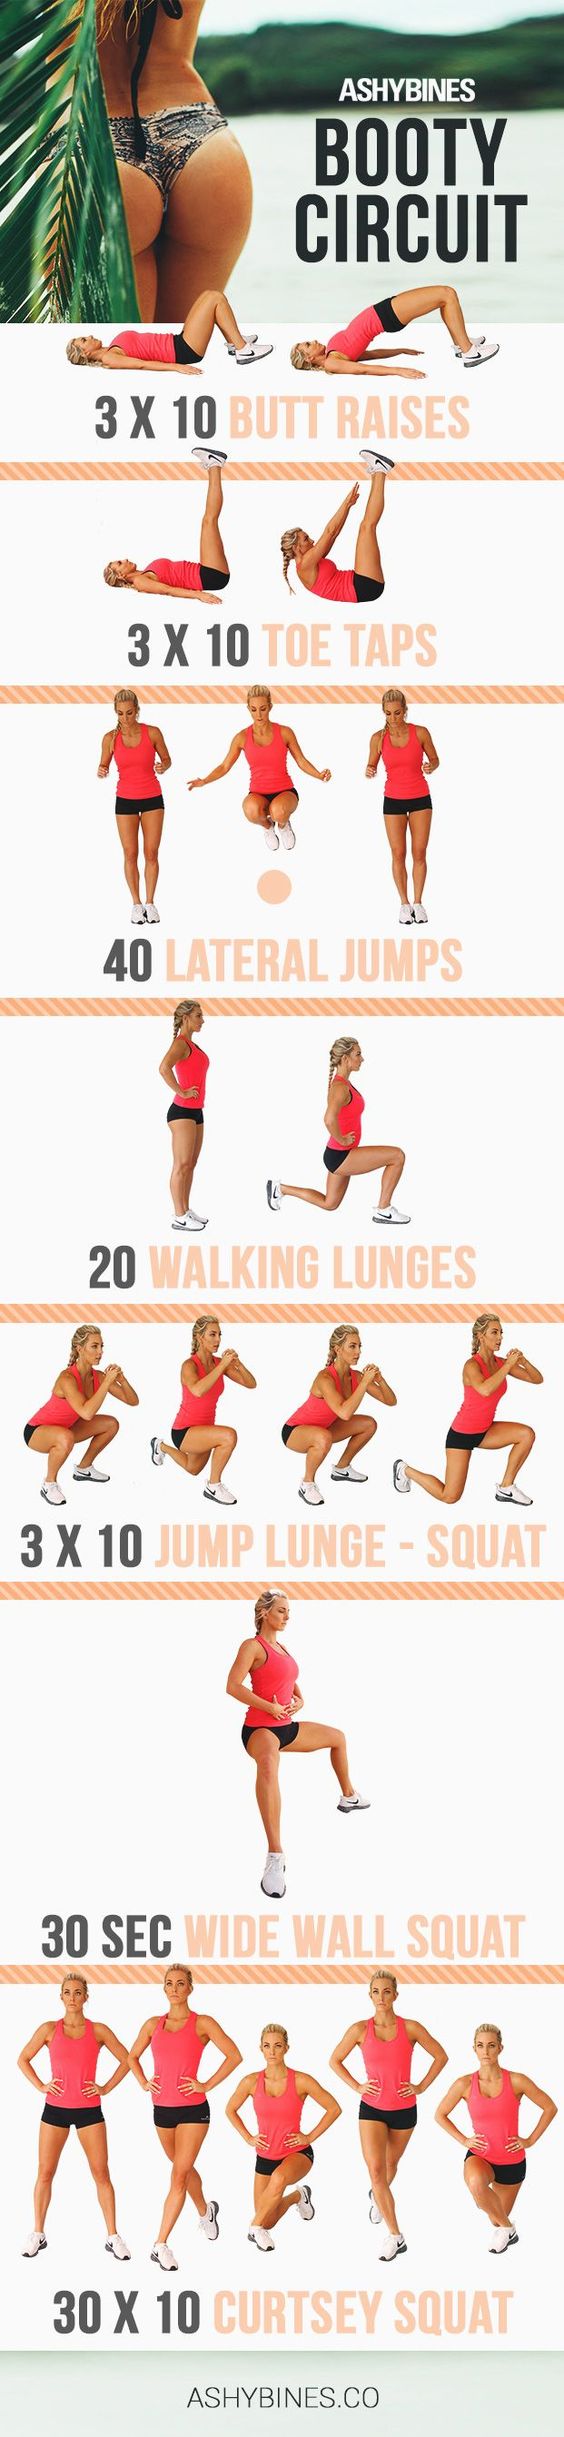 ASHYBINES
BOOTY
CIRCUIT
3 X 10 BUTT RAISES
3 X 10 TOE TAPS
40 LATERAL JUMPS
20 WALKING LUNGES
3 X 10 JUMP LUNGE - SQUAT
30 SEC WIDE WALL SQUAT
30 X 10 CURTSEY SQUAT
ASHYBINES.CO